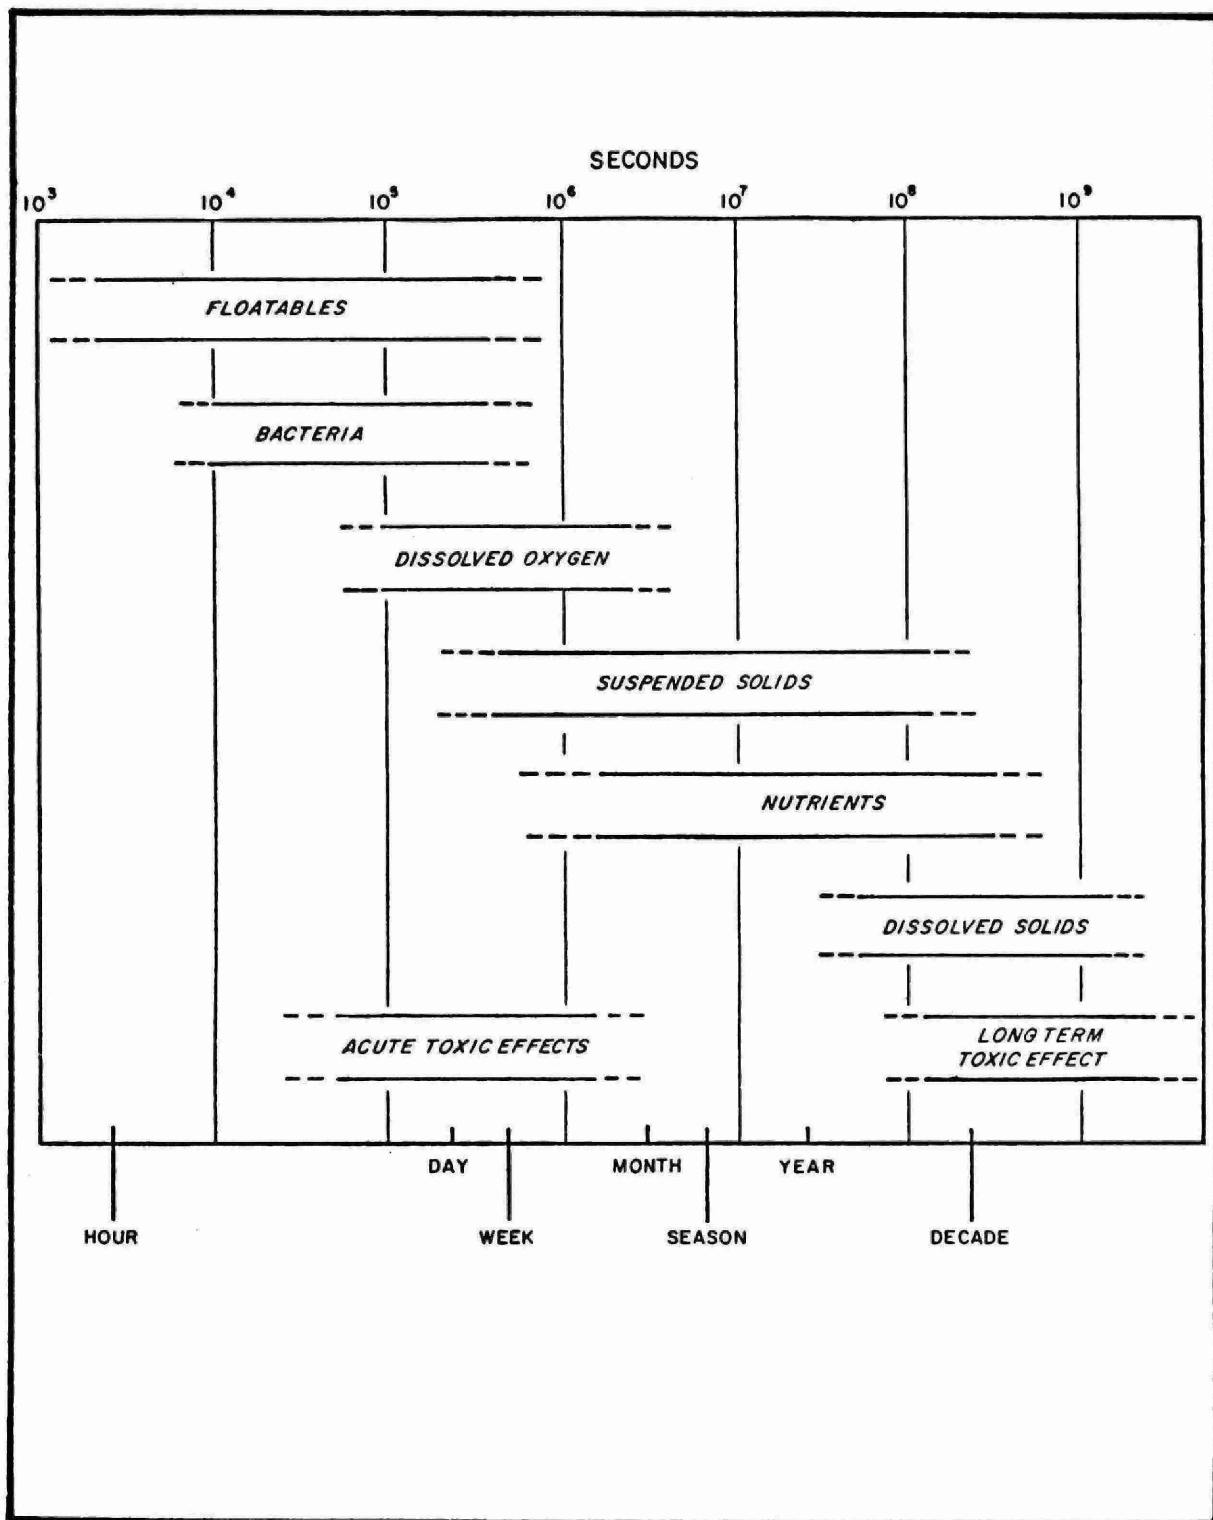 SECONDS
10³ 10⁴ 10⁵ 10⁶ 10⁷ 10⁸ 10⁹
FLOATABLES
BACTERIA
DISSOLVED OXYGEN
SUSPENDED SOLIDS
NUTRIENTS
DISSOLVED SOLIDS
ACUTE TOXIC EFFECTS
LONG TERM
TOXIC EFFECT
DAY MONTH YEAR
HOUR WEEK SEASON DECADE